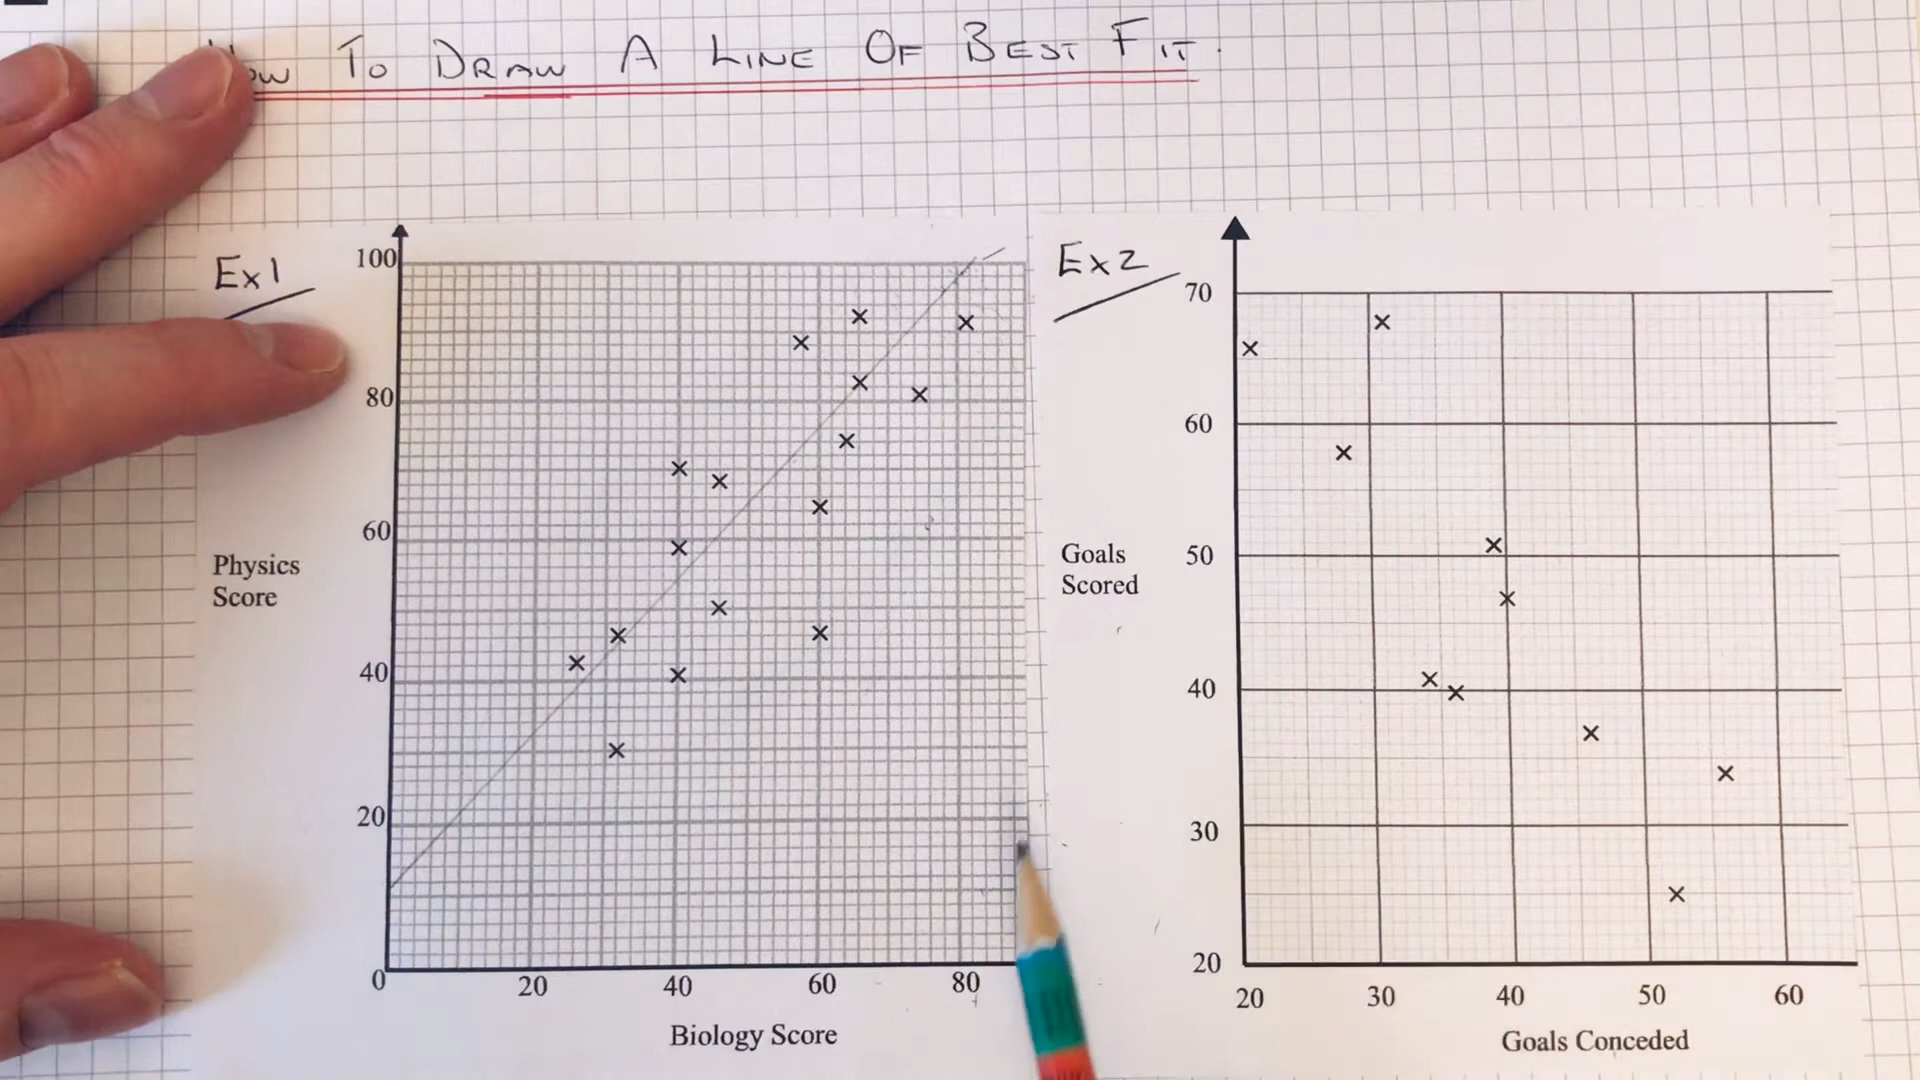 How To Draw A Line Of Best Fit.
Ex1
100
80
60
40
20
0
Physics
Score
20 40 60 80
Biology Score
Ex2
70
60
50
40
30
20
Goals
Scored
20 30 40 50 60
Goals Conceded